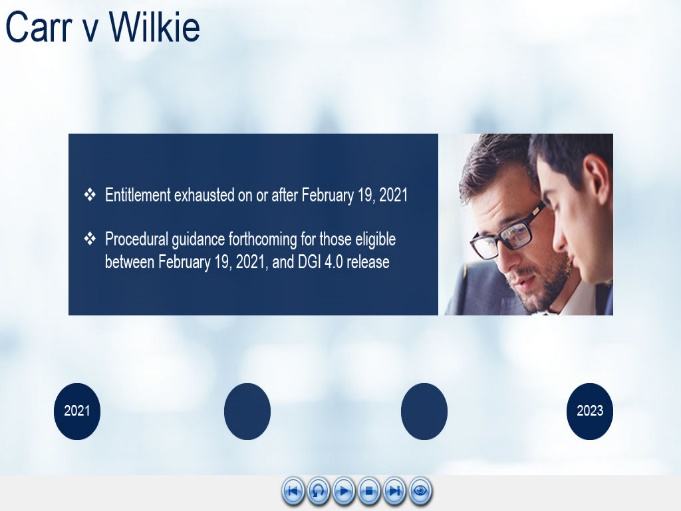 Carr v Wilkie
❖ Entitlement exhausted on or after February 19, 2021
❖ Procedural guidance forthcoming for those eligible
between February 19, 2021, and DGI 4.0 release
2021
2023